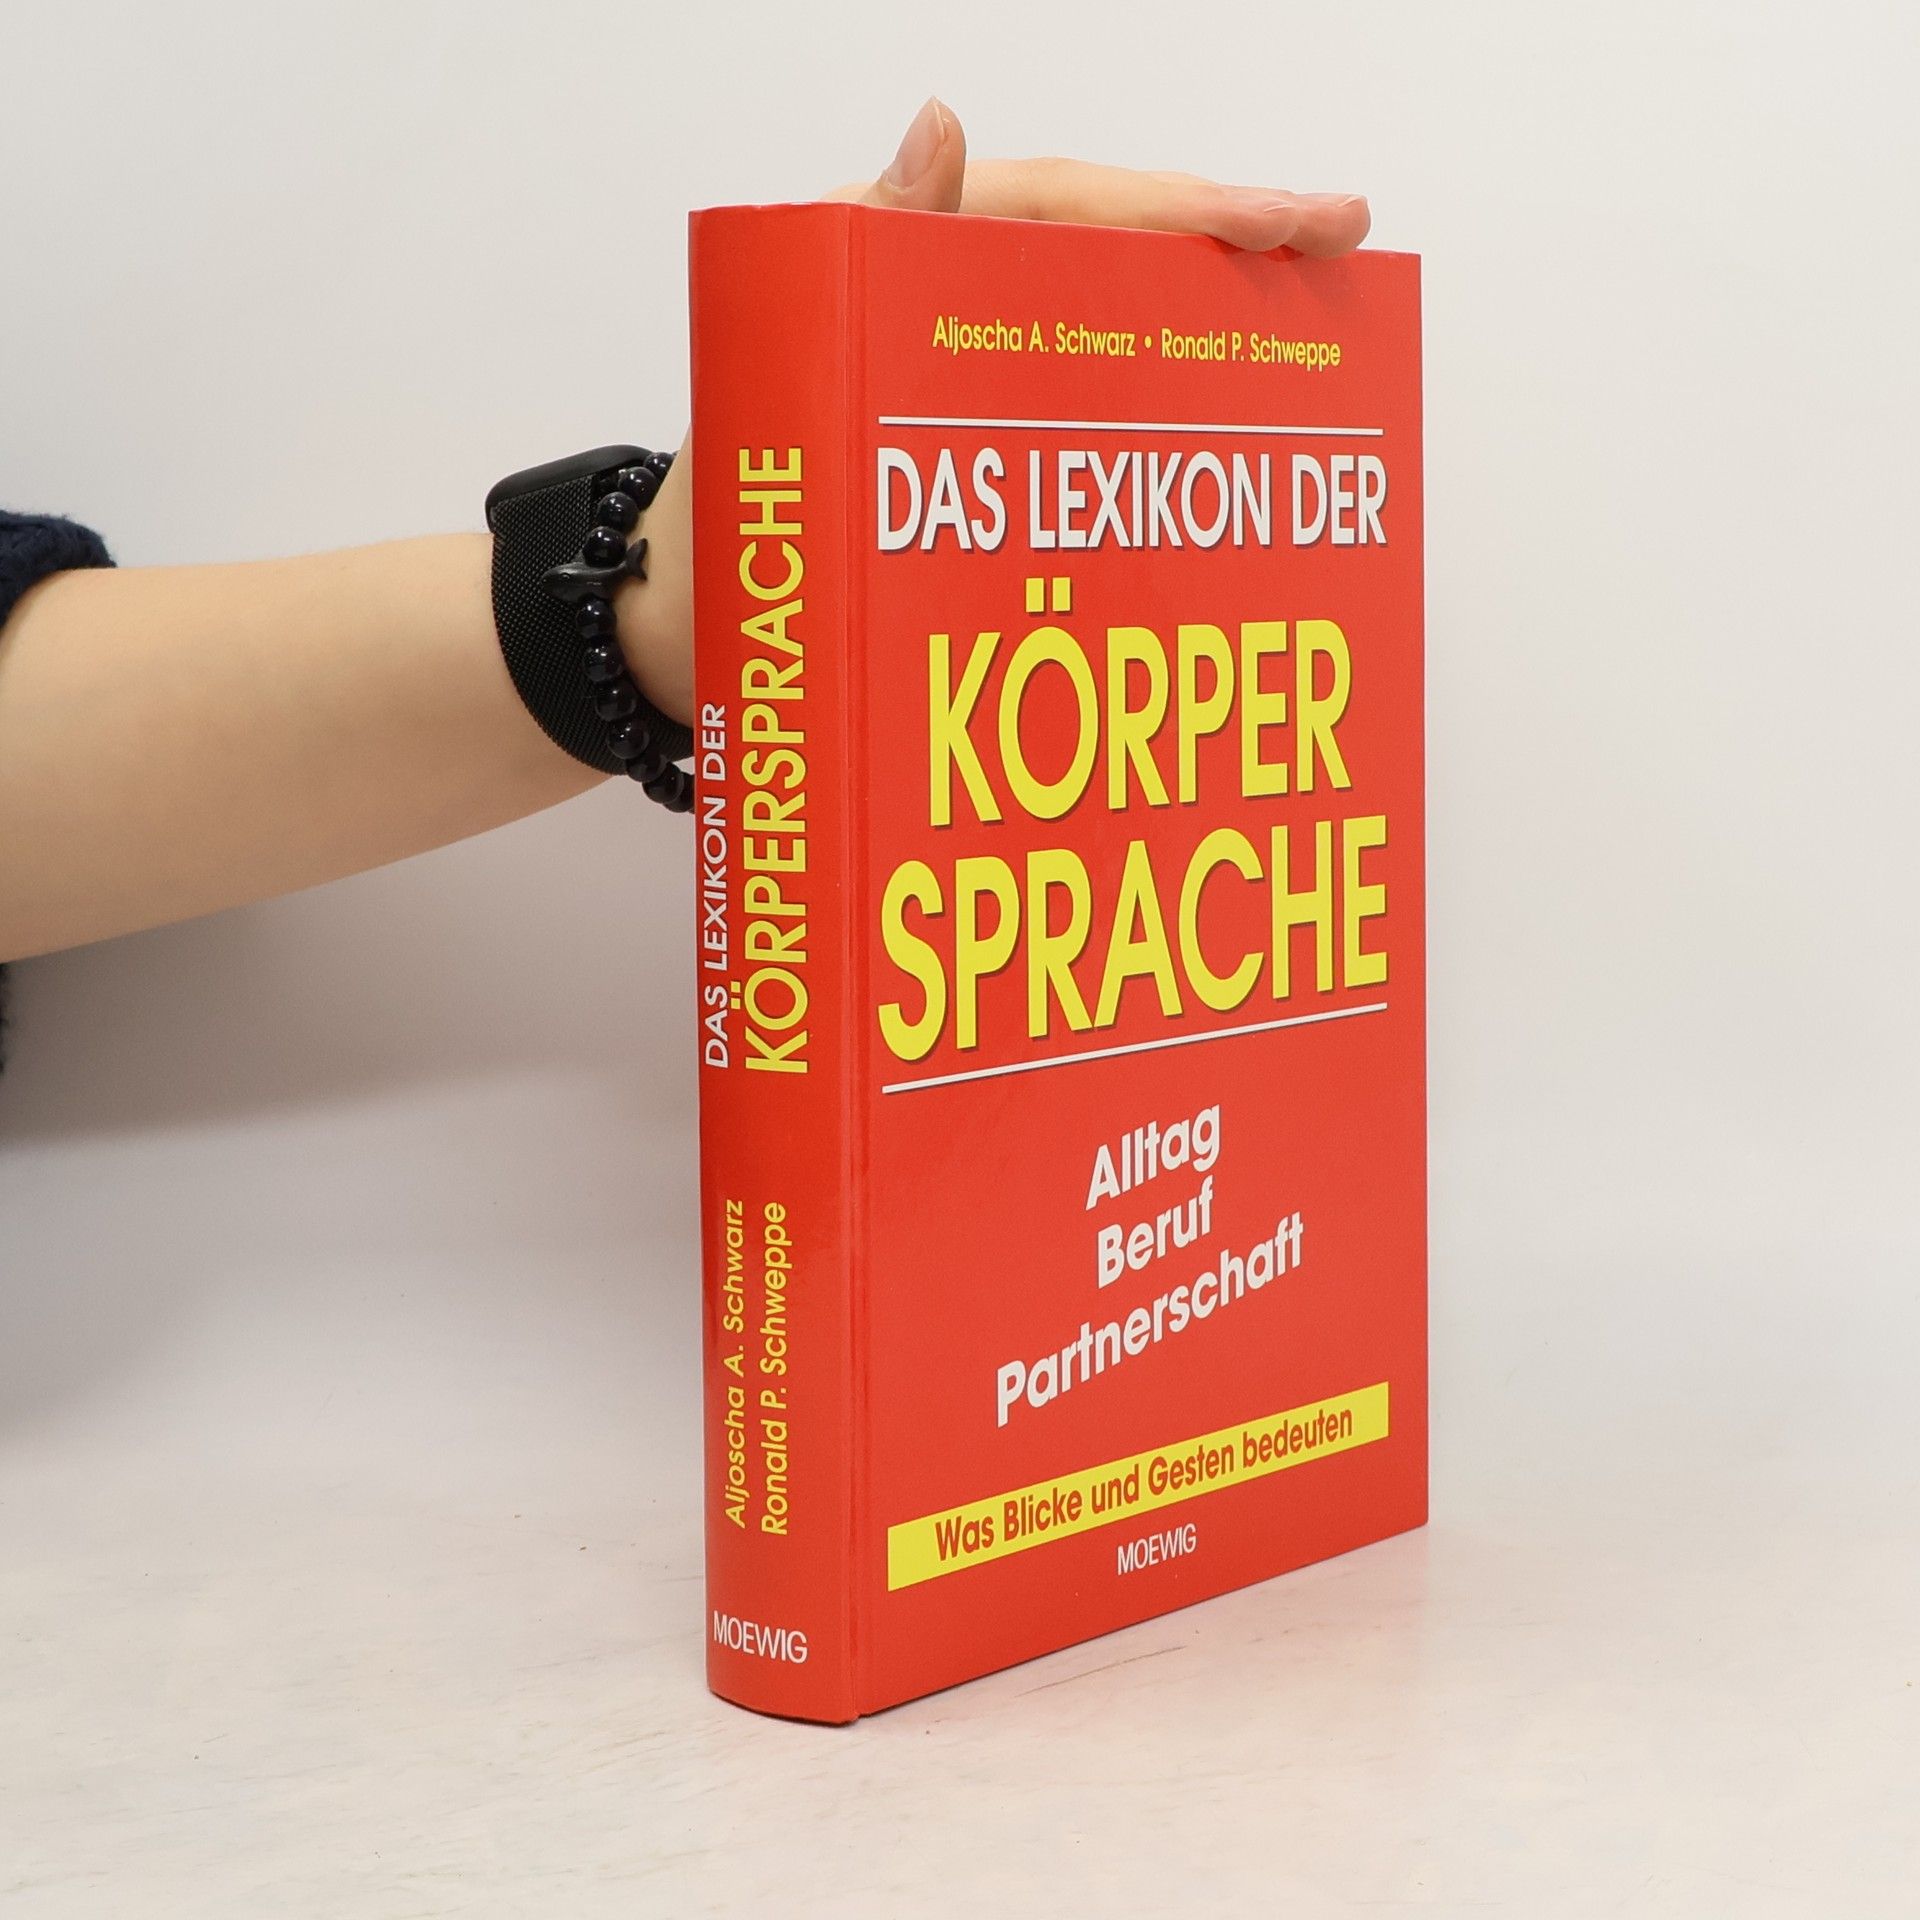 DAS LEXIKON DER
KÖRPERSPRACHE
Aljoscha A. Schwarz
Ronald P. Schweppe
MOEWIG
Aljoscha A. Schwarz • Ronald P. Schweppe
DAS LEXIKON DER
KÖRPER
SPRACHE
Alltag
Beruf
Partnerschaft
Was Blicke und Gesten bedeuten
MOEWIG